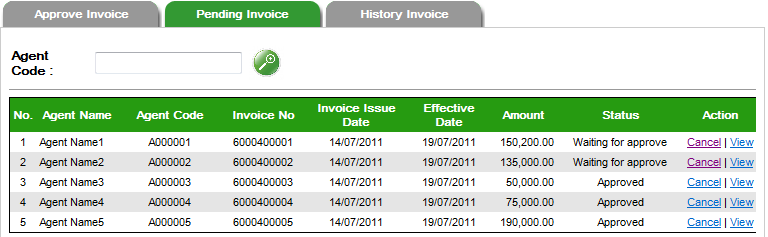 Approve Invoice Pending Invoice History Invoice
Agent
Code :
No. Agent Name Agent Code Invoice No Invoice Issue Date Effective Date Amount Status Action
1 Agent Name1 A000001 6000400001 14/07/2011 19/07/2011 150,200.00 Waiting for approve Cancel | View
2 Agent Name2 A000002 6000400002 14/07/2011 19/07/2011 135,000.00 Waiting for approve Cancel | View
3 Agent Name3 A000003 6000400003 14/07/2011 19/07/2011 50,000.00 Approved Cancel | View
4 Agent Name4 A000004 6000400004 14/07/2011 19/07/2011 75,000.00 Approved Cancel | View
5 Agent Name5 A000005 6000400005 14/07/2011 19/07/2011 190,000.00 Approved Cancel | View